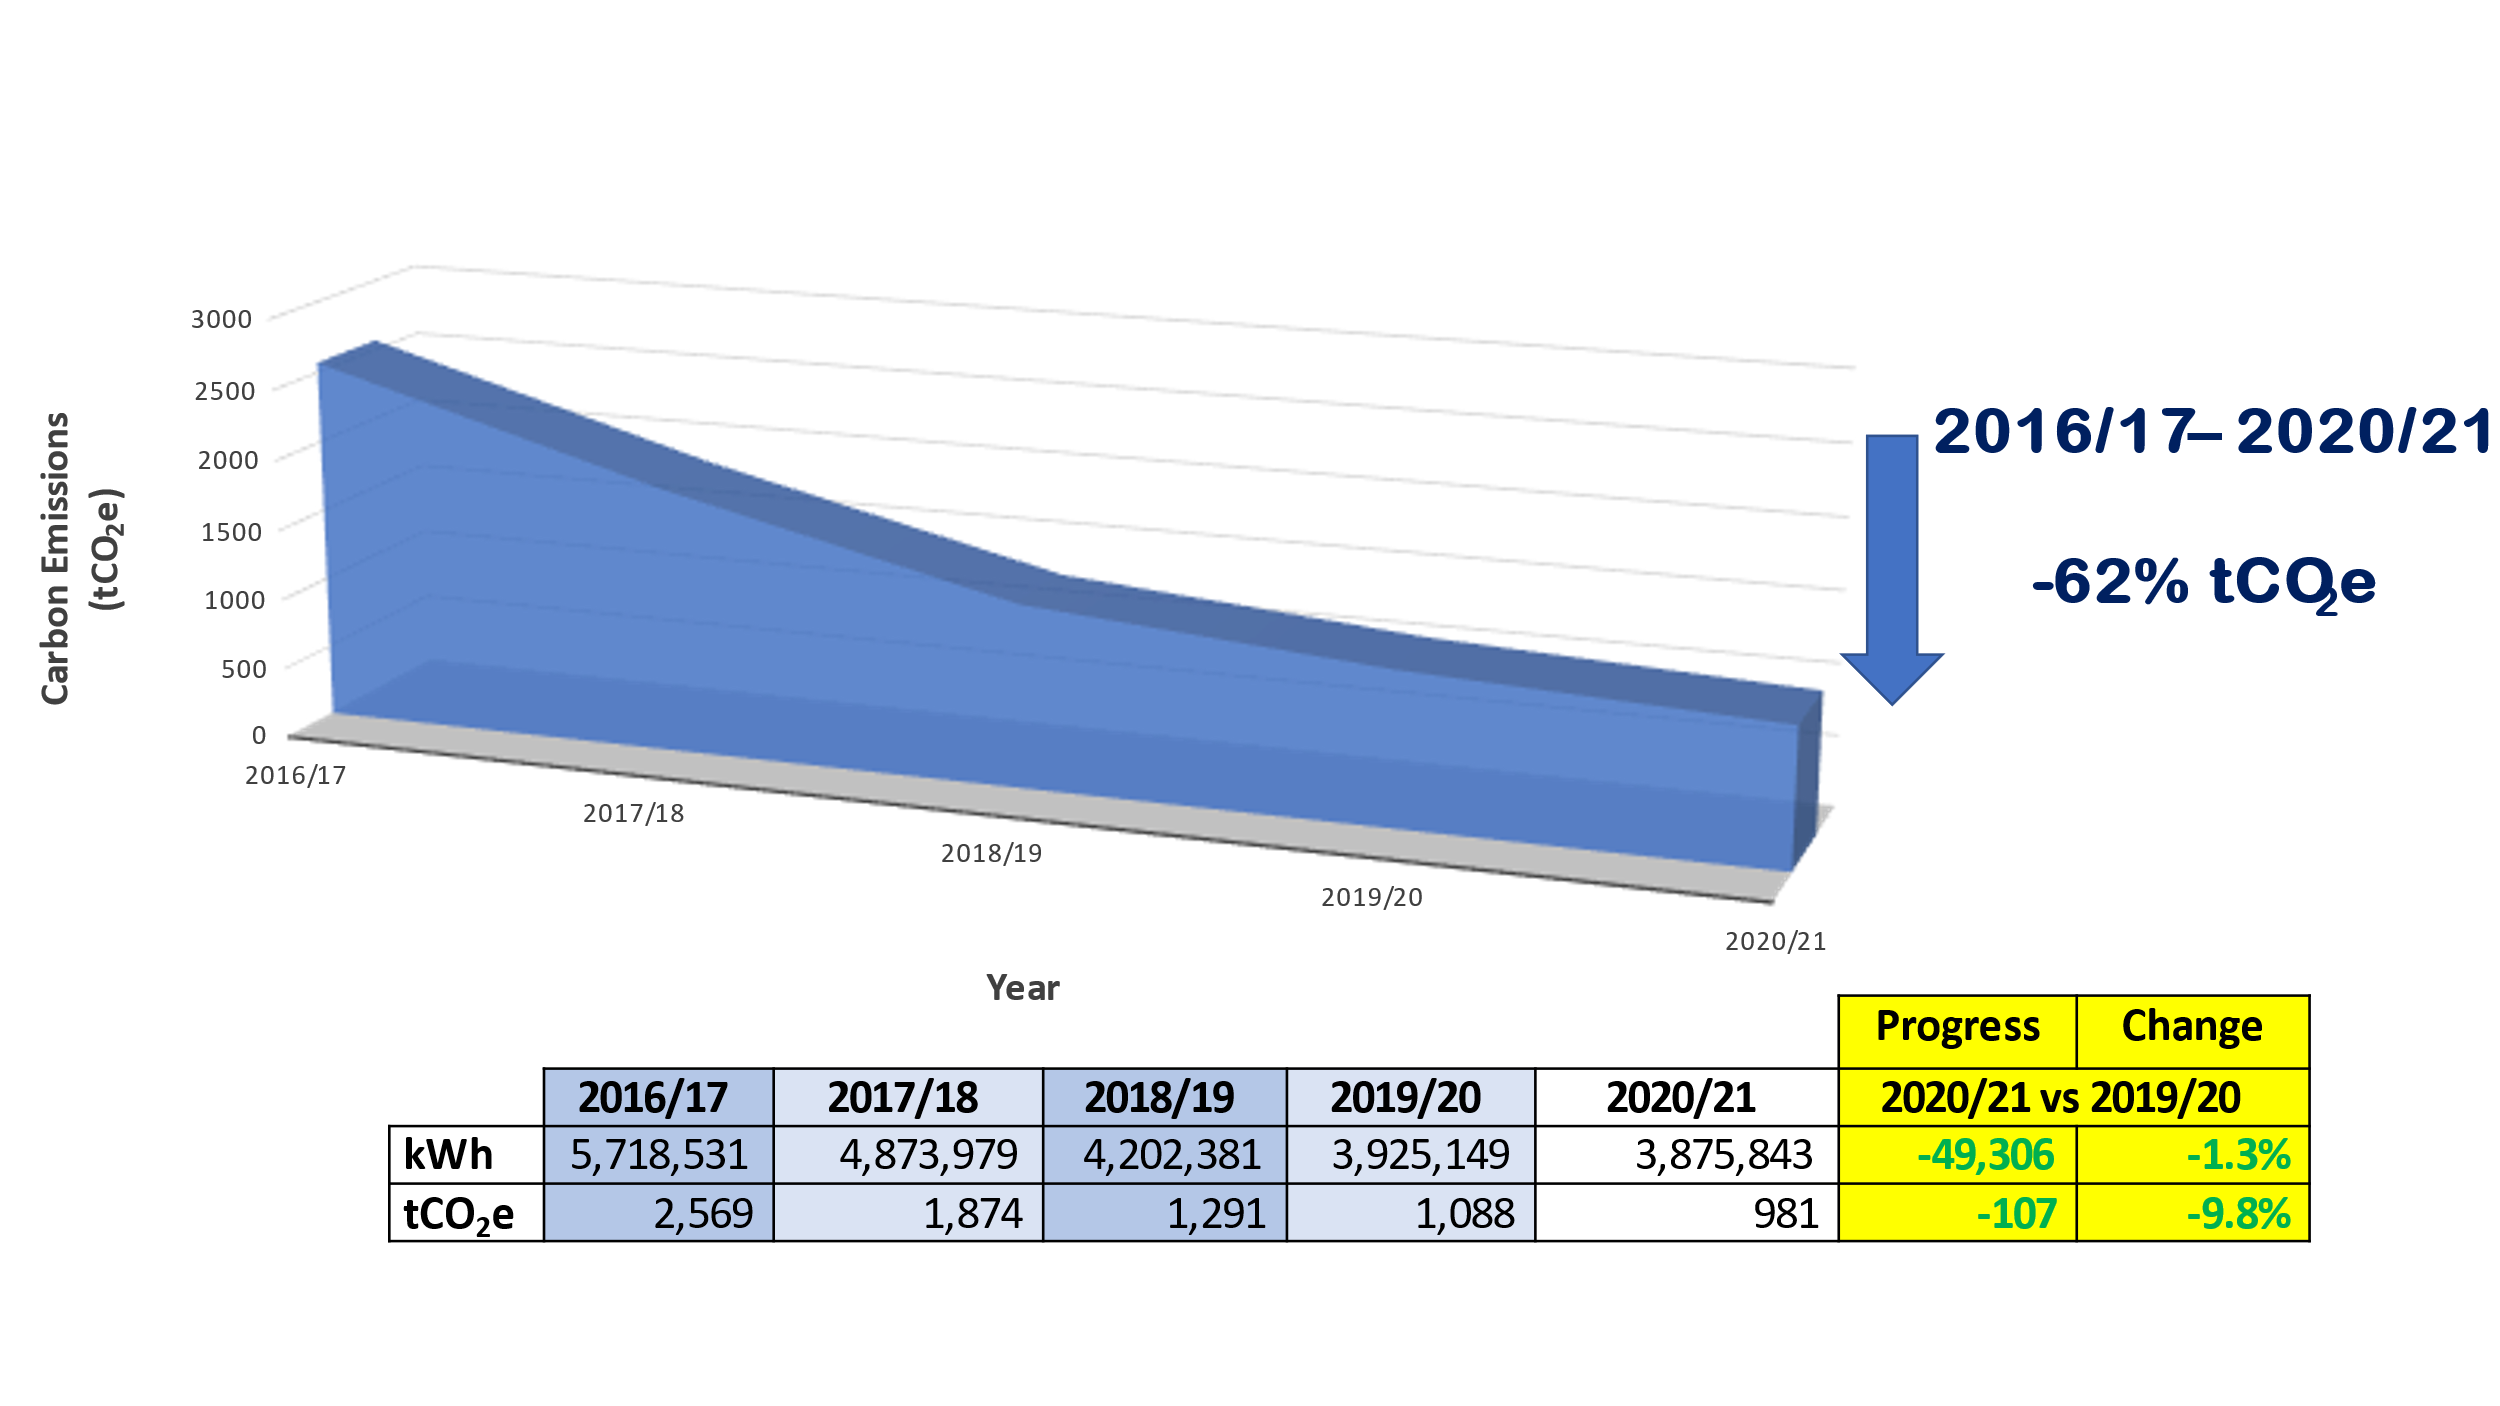 3000
2500
2000
1500
1000
500
0
Carbon Emissions
(tCO₂e)
2016/17
2017/18
2018/19
2019/20
2020/21
Year
2016/17– 2020/21
-62% tCO₂e
Progress Change
2016/17 2017/18 2018/19 2019/20 2020/21 2020/21 vs 2019/20
kWh 5,718,531 4,873,979 4,202,381 3,925,149 3,875,843 -49,306 -1.3%
tCO₂e 2,569 1,874 1,291 1,088 981 -107 -9.8%